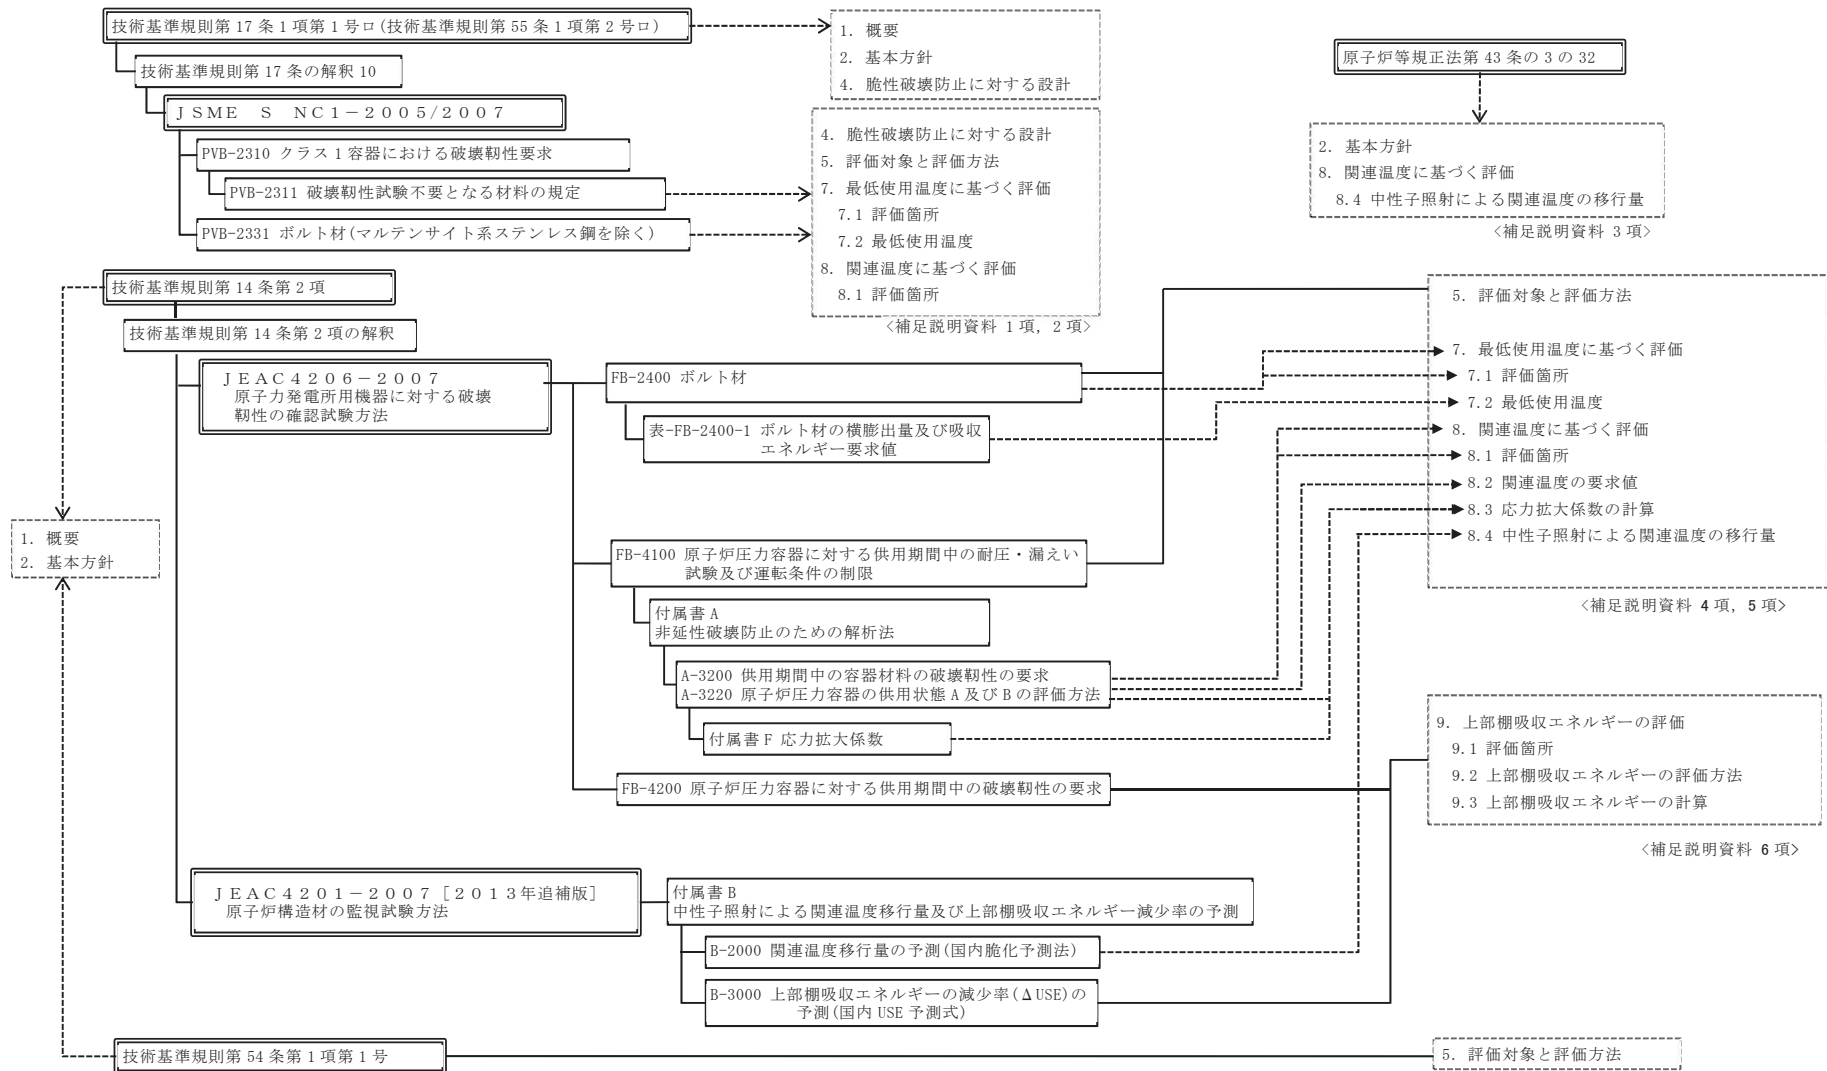 技術基準規則第 17 条 1 項第 1 号ロ(技術基準規則第 55 条 1 項第 2 号ロ)
技術基準規則第 17 条の解釈 10
ＪＳＭＥ　Ｓ　ＮＣ１－２００５/２００７
PVB-2310 クラス 1 容器における破壊靭性要求
PVB-2311 破壊靭性試験不要となる材料の規定
PVB-2331 ボルト材(マルテンサイト系ステンレス鋼を除く)
1. 概要
2. 基本方針
4. 脆性破壊防止に対する設計
4. 脆性破壊防止に対する設計
5. 評価対象と評価方法
7. 最低使用温度に基づく評価
7.1 評価箇所
7.2 最低使用温度
8. 関連温度に基づく評価
8.1 評価箇所
<補足説明資料 1 項, 2 項>
原子炉等規正法第 43 条の 3 の 32
2. 基本方針
8. 関連温度に基づく評価
8.4 中性子照射による関連温度の移行量
<補足説明資料 3 項>
技術基準規則第 14 条第 2 項
技術基準規則第 14 条第 2 項の解釈
ＪＥＡＣ４２０６－２００７
原子力発電所用機器に対する破壊
靭性の確認試験方法
1. 概要
2. 基本方針
FB-2400 ボルト材
表-FB-2400-1 ボルト材の横膨出量及び吸収
エネルギー要求値
FB-4100 原子炉圧力容器に対する供用期間中の耐圧・漏えい
試験及び運転条件の制限
付属書 A
非延性破壊防止のための解析法
A-3200 供用期間中の容器材料の破壊靭性の要求
A-3220 原子炉圧力容器の供用状態 A 及び B の評価方法
付属書 F 応力拡大係数
FB-4200 原子炉圧力容器に対する供用期間中の破壊靭性の要求
5. 評価対象と評価方法
7. 最低使用温度に基づく評価
7.1 評価箇所
7.2 最低使用温度
8. 関連温度に基づく評価
8.1 評価箇所
8.2 関連温度の要求値
8.3 応力拡大係数の計算
8.4 中性子照射による関連温度の移行量
<補足説明資料 4 項, 5 項>
9. 上部棚吸収エネルギーの評価
9.1 評価箇所
9.2 上部棚吸収エネルギーの評価方法
9.3 上部棚吸収エネルギーの計算
<補足説明資料 6 項>
ＪＥＡＣ４２０１－２００７［２０１３年追補版］
原子炉構造材の監視試験方法
付属書 B
中性子照射による関連温度移行量及び上部棚吸収エネルギー減少率の予測
B-2000 関連温度移行量の予測(国内脆化予測法)
B-3000 上部棚吸収エネルギーの減少率(ΔUSE)の
予測(国内 USE 予測式)
技術基準規則第 54 条第 1 項第 1 号
5. 評価対象と評価方法